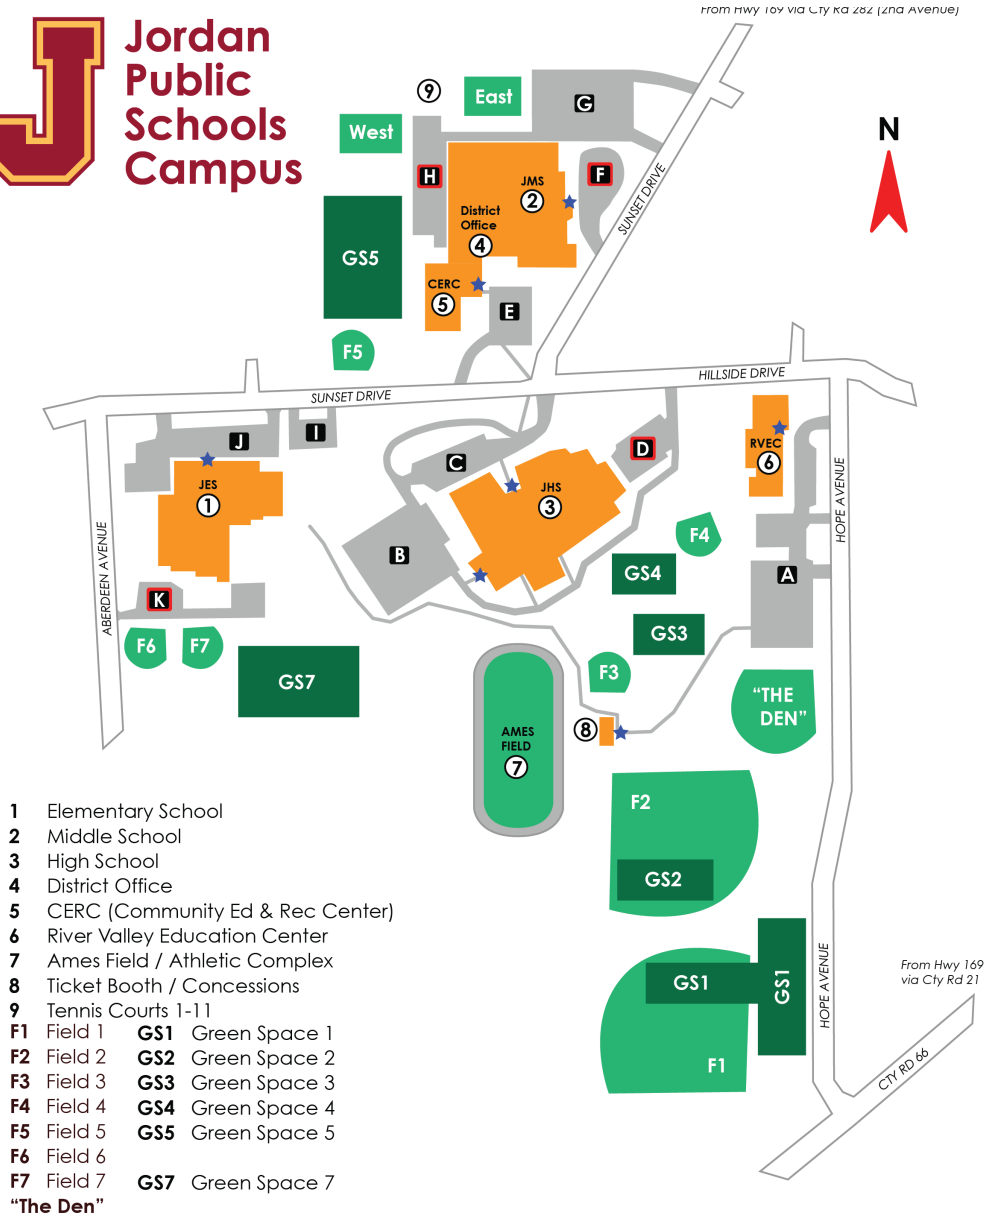 From Hwy 169 via Cty Rd 282 (2nd Avenue)
J
Jordan
Public
Schools
Campus
9
East
G
West
N
H
JMS
2
F
SUNSET DRIVE
District
Office
4
GS5
CERC
5
E
F5
HILLSIDE DRIVE
SUNSET DRIVE
J
I
C
D
RVEC
6
HOPE AVENUE
JES
1
JHS
3
ABERDEEN AVENUE
B
F4
GS4
A
K
F6
F7
GS3
GS7
F3
“THE
DEN”
8
AMES
FIELD
7
F2
GS2
GS1
GS1
F1
HOPE AVENUE
From Hwy 169
via Cty Rd 21
CTY RD 66
1 Elementary School
2 Middle School
3 High School
4 District Office
5 CERC (Community Ed & Rec Center)
6 River Valley Education Center
7 Ames Field / Athletic Complex
8 Ticket Booth / Concessions
9 Tennis Courts 1-11
F1 Field 1 GS1 Green Space 1
F2 Field 2 GS2 Green Space 2
F3 Field 3 GS3 Green Space 3
F4 Field 4 GS4 Green Space 4
F5 Field 5 GS5 Green Space 5
F6 Field 6
F7 Field 7 GS7 Green Space 7
“The Den”